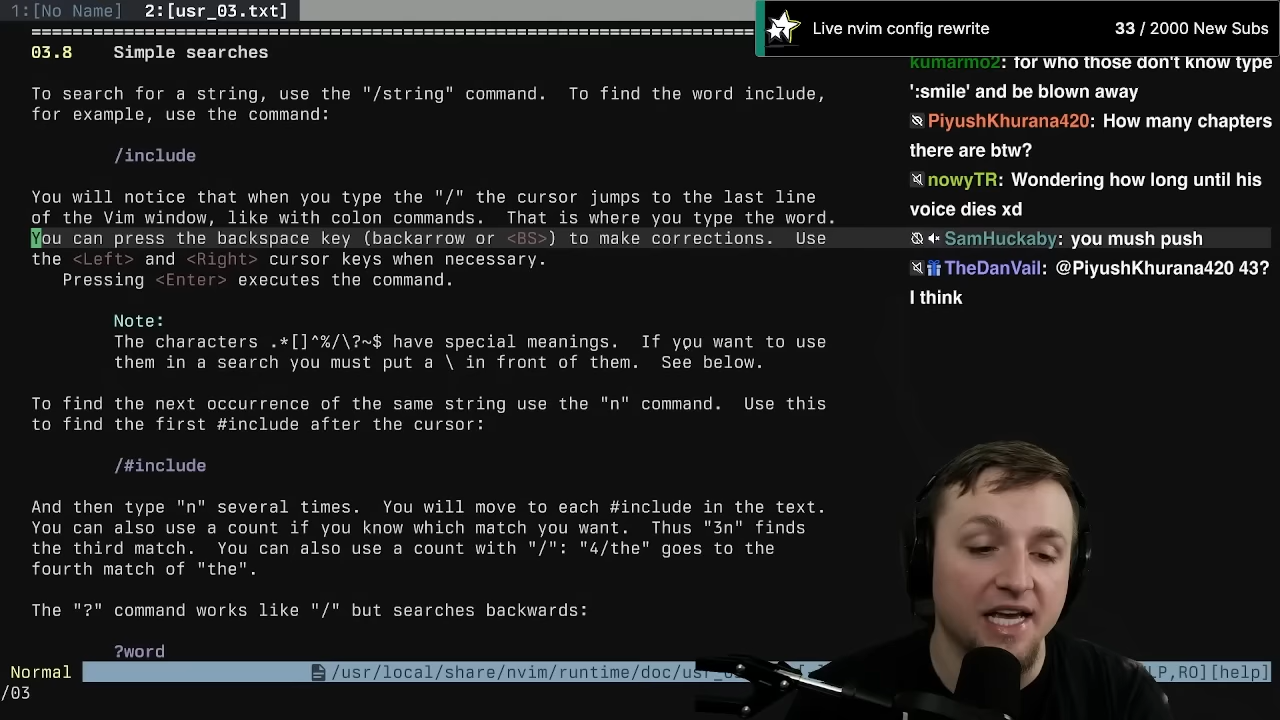 1:[No Name]  2:[usr_03.txt]
Live nvim config rewrite 33 / 2000 New Subs
03.8 Simple searches
To search for a string, use the "/string" command.  To find the word include,
for example, use the command:
/include
You will notice that when you type the "/" the cursor jumps to the last line
of the Vim window, like with colon commands.  That is where you type the word.
You can press the backspace key (backarrow or <BS>) to make corrections.  Use
the <Left> and <Right> cursor keys when necessary.
Pressing <Enter> executes the command.
Note:
The characters .*[]^%/\?~$ have special meanings.  If you want to use
them in a search you must put a \ in front of them.  See below.
To find the next occurrence of the same string use the "n" command.  Use this
to find the first #include after the cursor:
/#include
And then type "n" several times.  You will move to each #include in the text.
You can also use a count if you know which match you want.  Thus "3n" finds
the third match.  You can also use a count with "/": "4/the" goes to the
fourth match of "the".
The "?" command works like "/" but searches backwards:
?word
Normal /usr/local/share/nvim/runtime/doc/usr_ LP,RO][help]
/03
kumarmo2: for who those don't know type
':smile' and be blown away
PiyushKhurana420: How many chapters
there are btw?
nowyTR: Wondering how long until his
voice dies xd
SamHuckaby: you mush push
TheDanVail: @PiyushKhurana420 43?
I think